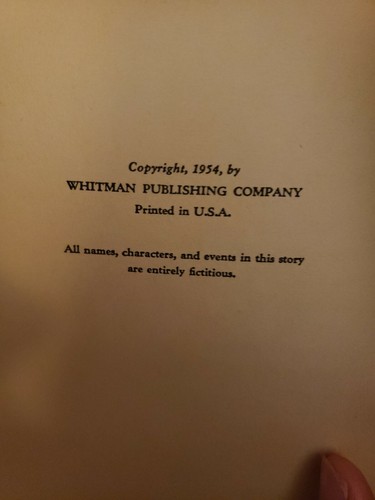 Copyright, 1954, by
WHITMAN PUBLISHING COMPANY
Printed in U.S.A.
All names, characters, and events in this story
are entirely fictitious.